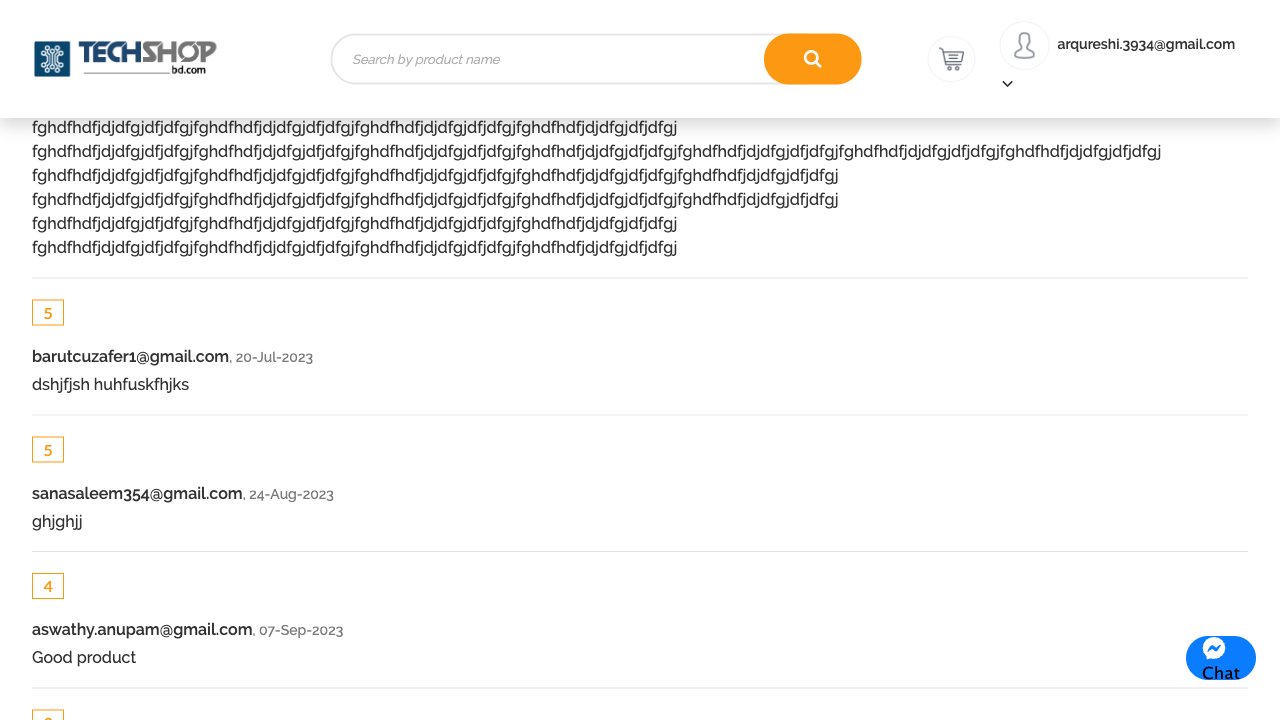 TECHSHOP
bd.com
Search by product name
arqureshi.3934@gmail.com
fghdfhdfjdjdfgjdfjdfgjfghdfhdfjdjdfgjdfjdfgjfghdfhdfjdjdfgjdfjdfgjfghdfhdfjdjdfgjdfjdfgj
fghdfhdfjdjdfgjdfjdfgjfghdfhdfjdjdfgjdfjdfgjfghdfhdfjdjdfgjdfjdfgjfghdfhdfjdjdfgjdfjdfgjfghdfhdfjdjdfgjdfjdfgjfghdfhdfjdjdfgjdfjdfgjfghdfhdfjdjdfgjdfjdfgj
fghdfhdfjdjdfgjdfjdfgjfghdfhdfjdjdfgjdfjdfgjfghdfhdfjdjdfgjdfjdfgjfghdfhdfjdjdfgjdfjdfgjfghdfhdfjdjdfgjdfjdfgj
fghdfhdfjdjdfgjdfjdfgjfghdfhdfjdjdfgjdfjdfgjfghdfhdfjdjdfgjdfjdfgjfghdfhdfjdjdfgjdfjdfgjfghdfhdfjdjdfgjdfjdfgj
fghdfhdfjdjdfgjdfjdfgjfghdfhdfjdjdfgjdfjdfgjfghdfhdfjdjdfgjdfjdfgjfghdfhdfjdjdfgjdfjdfgj
fghdfhdfjdjdfgjdfjdfgjfghdfhdfjdjdfgjdfjdfgjfghdfhdfjdjdfgjdfjdfgjfghdfhdfjdjdfgjdfjdfgj
5
barutcuzafer1@gmail.com, 20-Jul-2023
dshjfjsh huhfuskfhjks
5
sanasaleem354@gmail.com, 24-Aug-2023
ghjghjj
4
aswathy.anupam@gmail.com, 07-Sep-2023
Good product
Chat